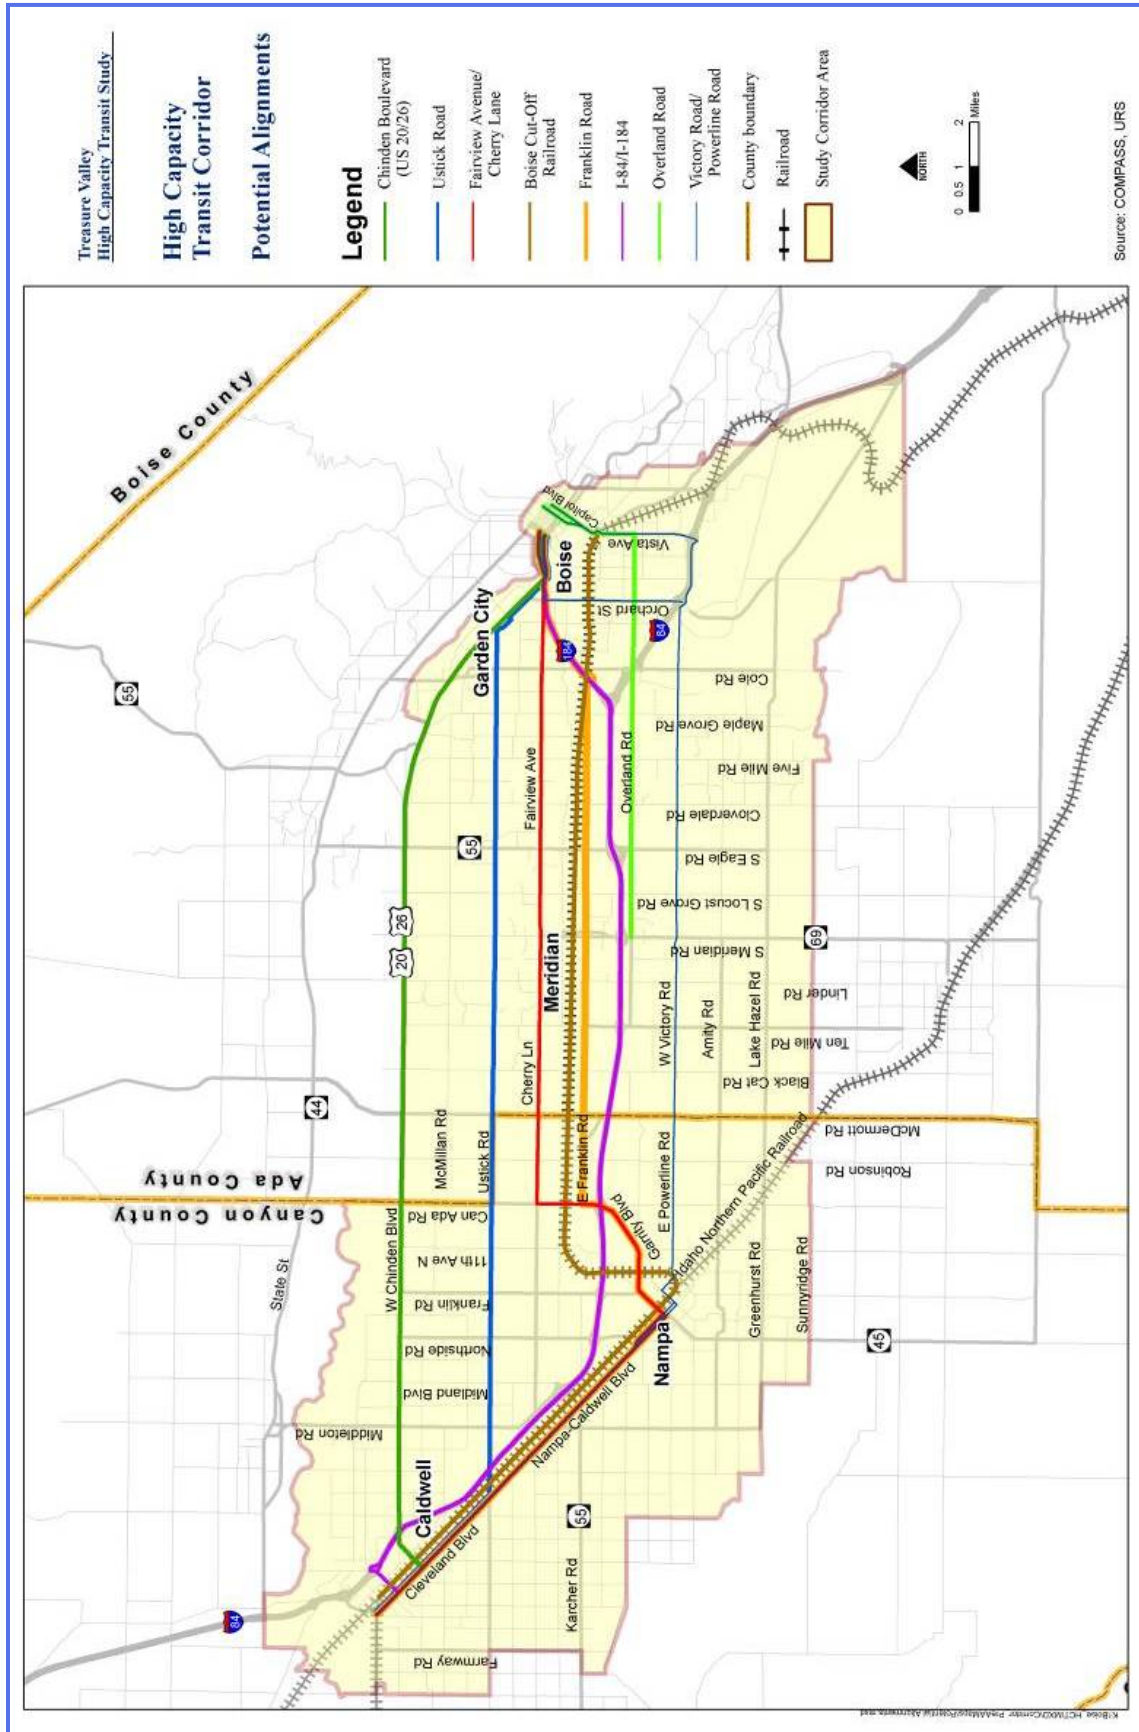 Treasure Valley
High Capacity Transit Study
High Capacity
Transit Corridor
Potential Alignments
Legend
Chinden Boulevard
(US 20/26)
Ustick Road
Fairview Avenue/
Cherry Lane
Boise Cut-Off
Railroad
Franklin Road
I-84/I-184
Overland Road
Victory Road/
Powerline Road
County boundary
Railroad
Study Corridor Area
NORTH
0 0.5 1 2
Miles
Source: COMPASS, URS
Boise County
Ada County
Canyon County
State St
55
44
84
20
26
W Chinden Blvd
McMillan Rd
Ustick Rd
55
Garden City
Boise
Capitol Blvd
Vista Ave
Orchard St
184
84
Fairview Ave
Cherry Ln
Meridian
Caldwell
Nampa
Middleton Rd
Midland Blvd
Northside Rd
Franklin Rd
11th Ave N
Can Ada Rd
E Franklin Rd
Garrity Blvd
Overland Rd
Cole Rd
Maple Grove Rd
Five Mile Rd
Cloverdale Rd
S Eagle Rd
S Locust Grove Rd
S Meridian Rd
Linder Rd
Ten Mile Rd
Black Cat Rd
McDermott Rd
Robinson Rd
W Victory Rd
E Powerline Rd
Amity Rd
Lake Hazel Rd
Idaho Northern Pacific Railroad
Greenhurst Rd
Sunnyridge Rd
69
45
55
Nampa-Caldwell Blvd
Cleveland Blvd
Karcher Rd
Farmway Rd